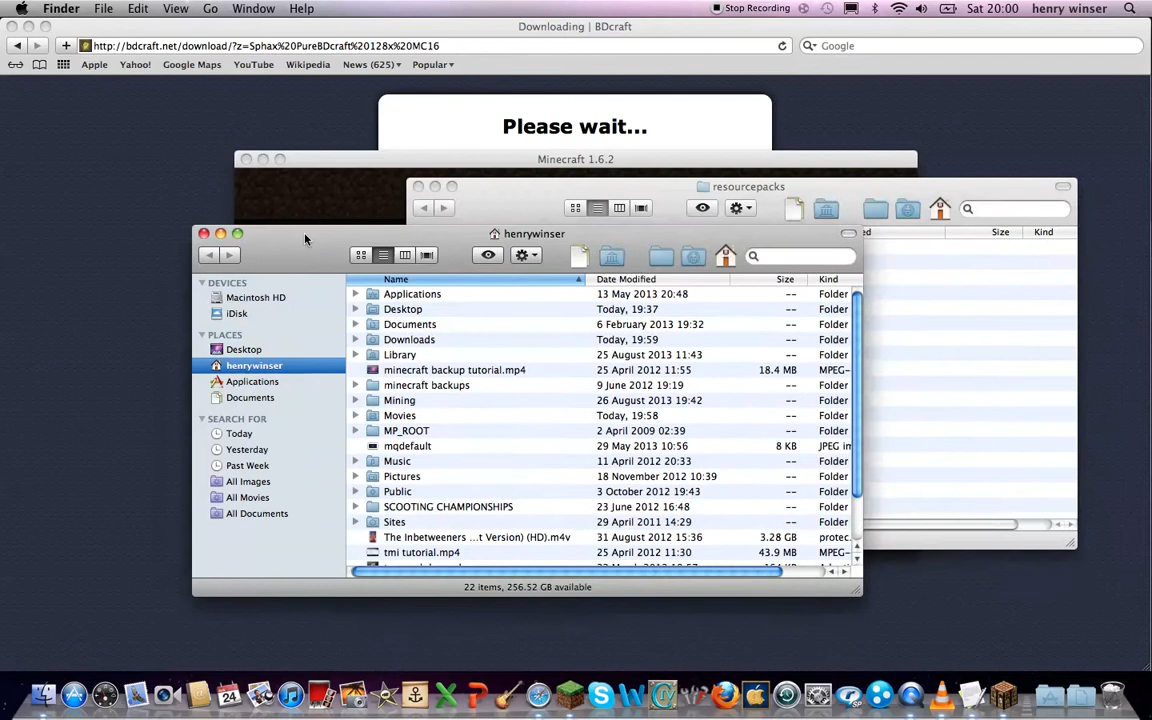 Finder File Edit View Go Window Help Stop Recording Sat 20:00 henry winser
Downloading | BDcraft
http://bdcraft.net/download/?z=Sphax%20PureBDcraft%20128x%20MC16 Google
Apple Yahoo! Google Maps YouTube Wikipedia News (625) Popular
Please wait...
Minecraft 1.6.2
resourcepacks
ed Size Kind
henrywinser
Name Date Modified Size Kind
DEVICES
Macintosh HD
iDisk
PLACES
Desktop
henrywinser
Applications
Documents
SEARCH FOR
Today
Yesterday
Past Week
All Images
All Movies
All Documents
Applications 13 May 2013 20:48 -- Folder
Desktop Today, 19:37 -- Folder
Documents 6 February 2013 19:32 -- Folder
Downloads Today, 19:59 -- Folder
Library 25 August 2013 11:43 -- Folder
minecraft backup tutorial.mp4 25 April 2012 11:55 18.4 MB MPEG-
minecraft backups 9 June 2012 19:19 -- Folder
Mining 26 August 2013 19:42 -- Folder
Movies Today, 19:58 -- Folder
MP_ROOT 2 April 2009 02:39 -- Folder
mqdefault 29 May 2013 10:56 8 KB JPEG im
Music 11 April 2012 20:33 -- Folder
Pictures 18 November 2012 10:39 -- Folder
Public 3 October 2012 19:43 -- Folder
SCOOTING CHAMPIONSHIPS 23 June 2012 16:48 -- Folder
Sites 29 April 2011 14:29 -- Folder
The Inbetweeners ...t Version) (HD).m4v 31 August 2012 15:36 3.28 GB protec
tmi tutorial.mp4 25 April 2012 11:30 43.9 MB MPEG-
22 items, 256.52 GB available